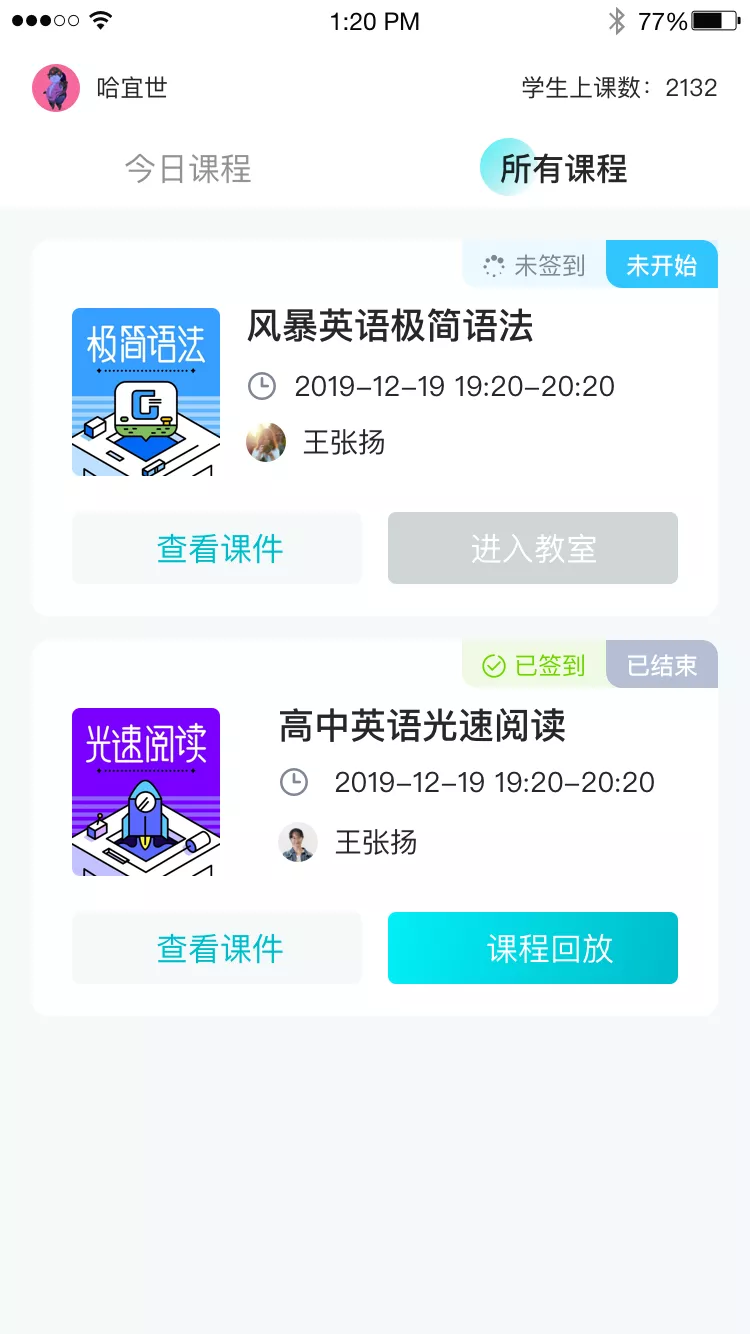 1:20 PM 77%
哈宜世 学生上课数：2132
今日课程 所有课程
未签到 未开始
极简语法
风暴英语极简语法
2019-12-19 19:20-20:20
王张扬
查看课件 进入教室
已签到 已结束
光速阅读
高中英语光速阅读
2019-12-19 19:20-20:20
王张扬
查看课件 课程回放